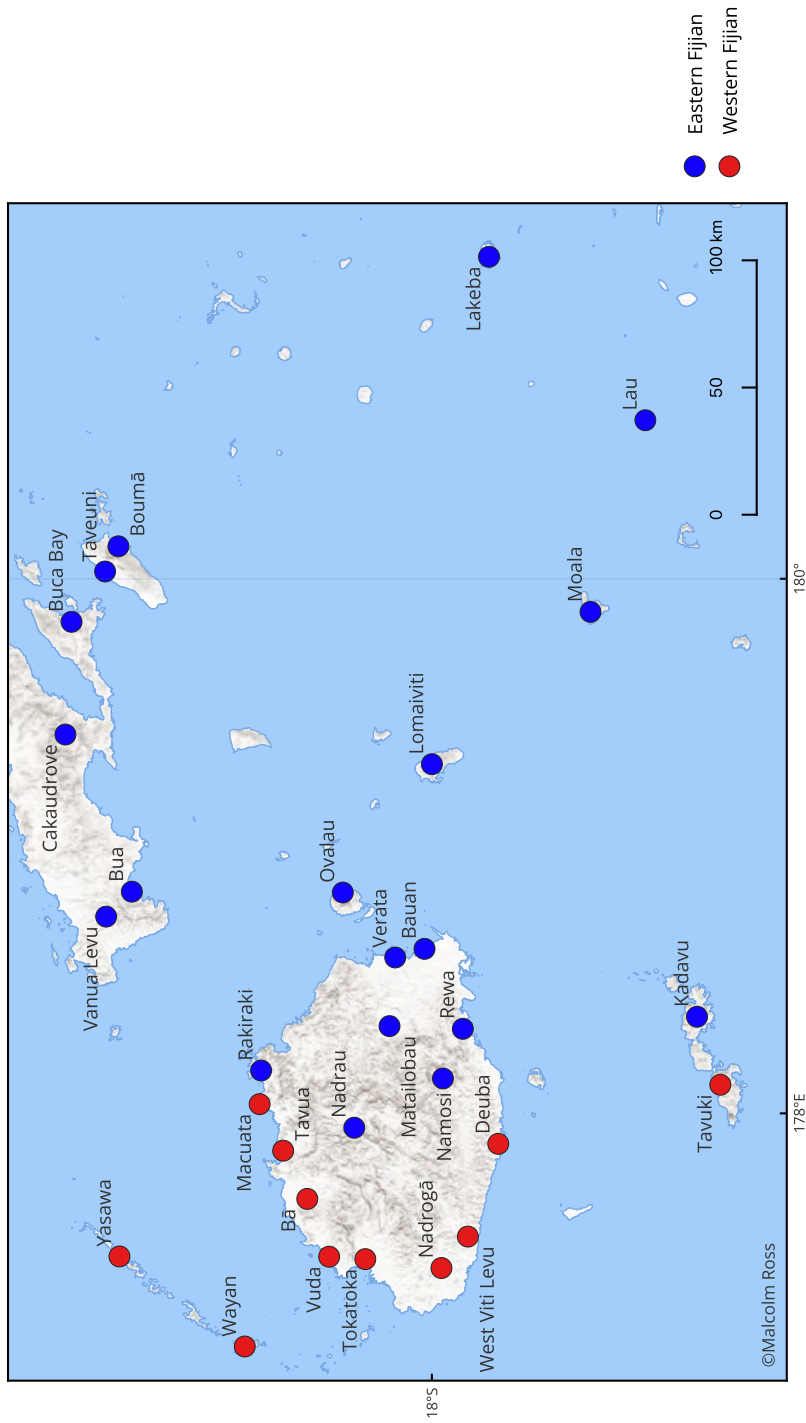 Eastern Fijian
Western Fijian
Cakaudrove
Buca Bay
Taveuni
Boumā
Vanua Levu
Bua
Yasawa
Wayan
Macuata
Rakiraki
Tavua
Bā
Vuda
Tokatoka
Nadrau
Ovalau
Verata
Bauan
Matailobau
Lomaiviti
Nadrogā
West Viti Levu
Namosi
Rewa
Deuba
Lakeba
Moala
Lau
Kadavu
Tavuki
0
50
100 km
©Malcolm Ross
18°S
178°E
180°